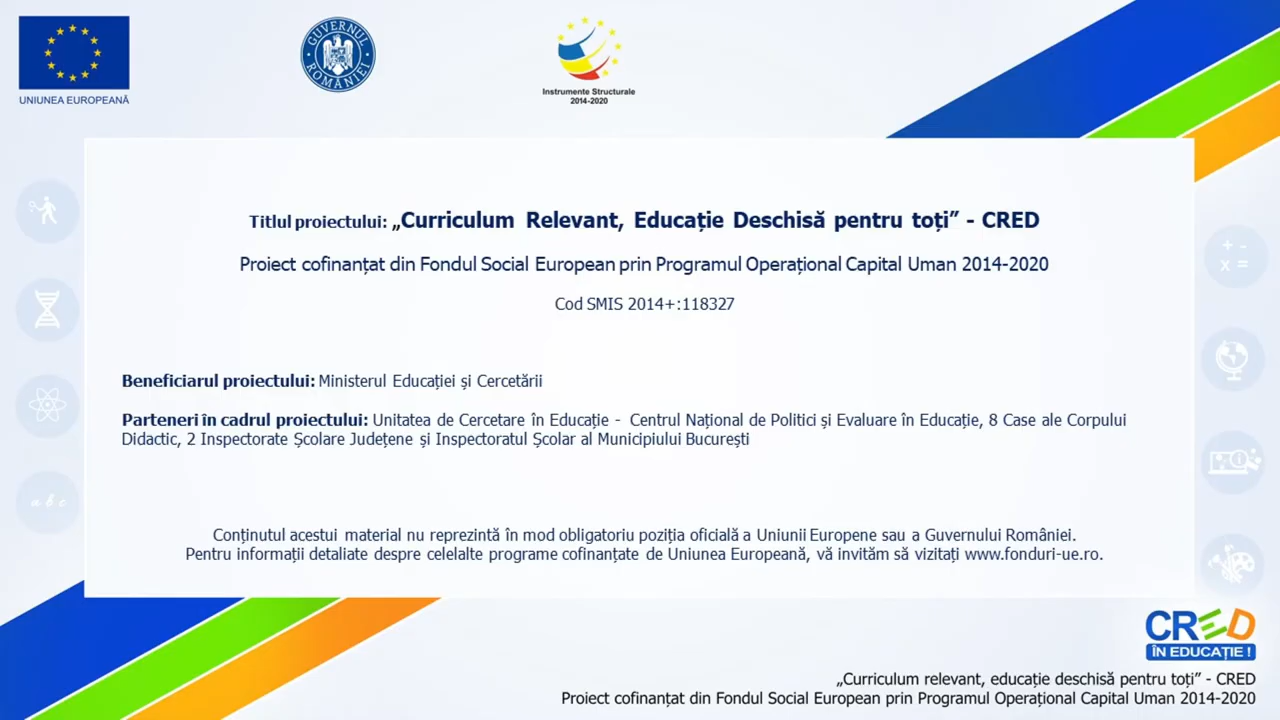 UNIUNEA EUROPEANĂ
GUVERNUL ROMÂNIEI
Instrumente Structurale
2014-2020
Titlul proiectului: „Curriculum Relevant, Educație Deschisă pentru toți” - CRED
Proiect cofinanțat din Fondul Social European prin Programul Operațional Capital Uman 2014-2020
Cod SMIS 2014+:118327
Beneficiarul proiectului: Ministerul Educației și Cercetării
Parteneri în cadrul proiectului: Unitatea de Cercetare în Educație - Centrul Național de Politici și Evaluare în Educație, 8 Case ale Corpului
Didactic, 2 Inspectorate Școlare Județene și Inspectoratul Școlar al Municipiului București
Conținutul acestui material nu reprezintă în mod obligatoriu poziția oficială a Uniunii Europene sau a Guvernului României.
Pentru informații detaliate despre celelalte programe cofinanțate de Uniunea Europeană, vă invităm să vizitați www.fonduri-ue.ro.
+ -
x =
a b c
CRED
ÎN EDUCAȚIE !
„Curriculum relevant, educație deschisă pentru toți” - CRED
Proiect cofinanțat din Fondul Social European prin Programul Operațional Capital Uman 2014-2020